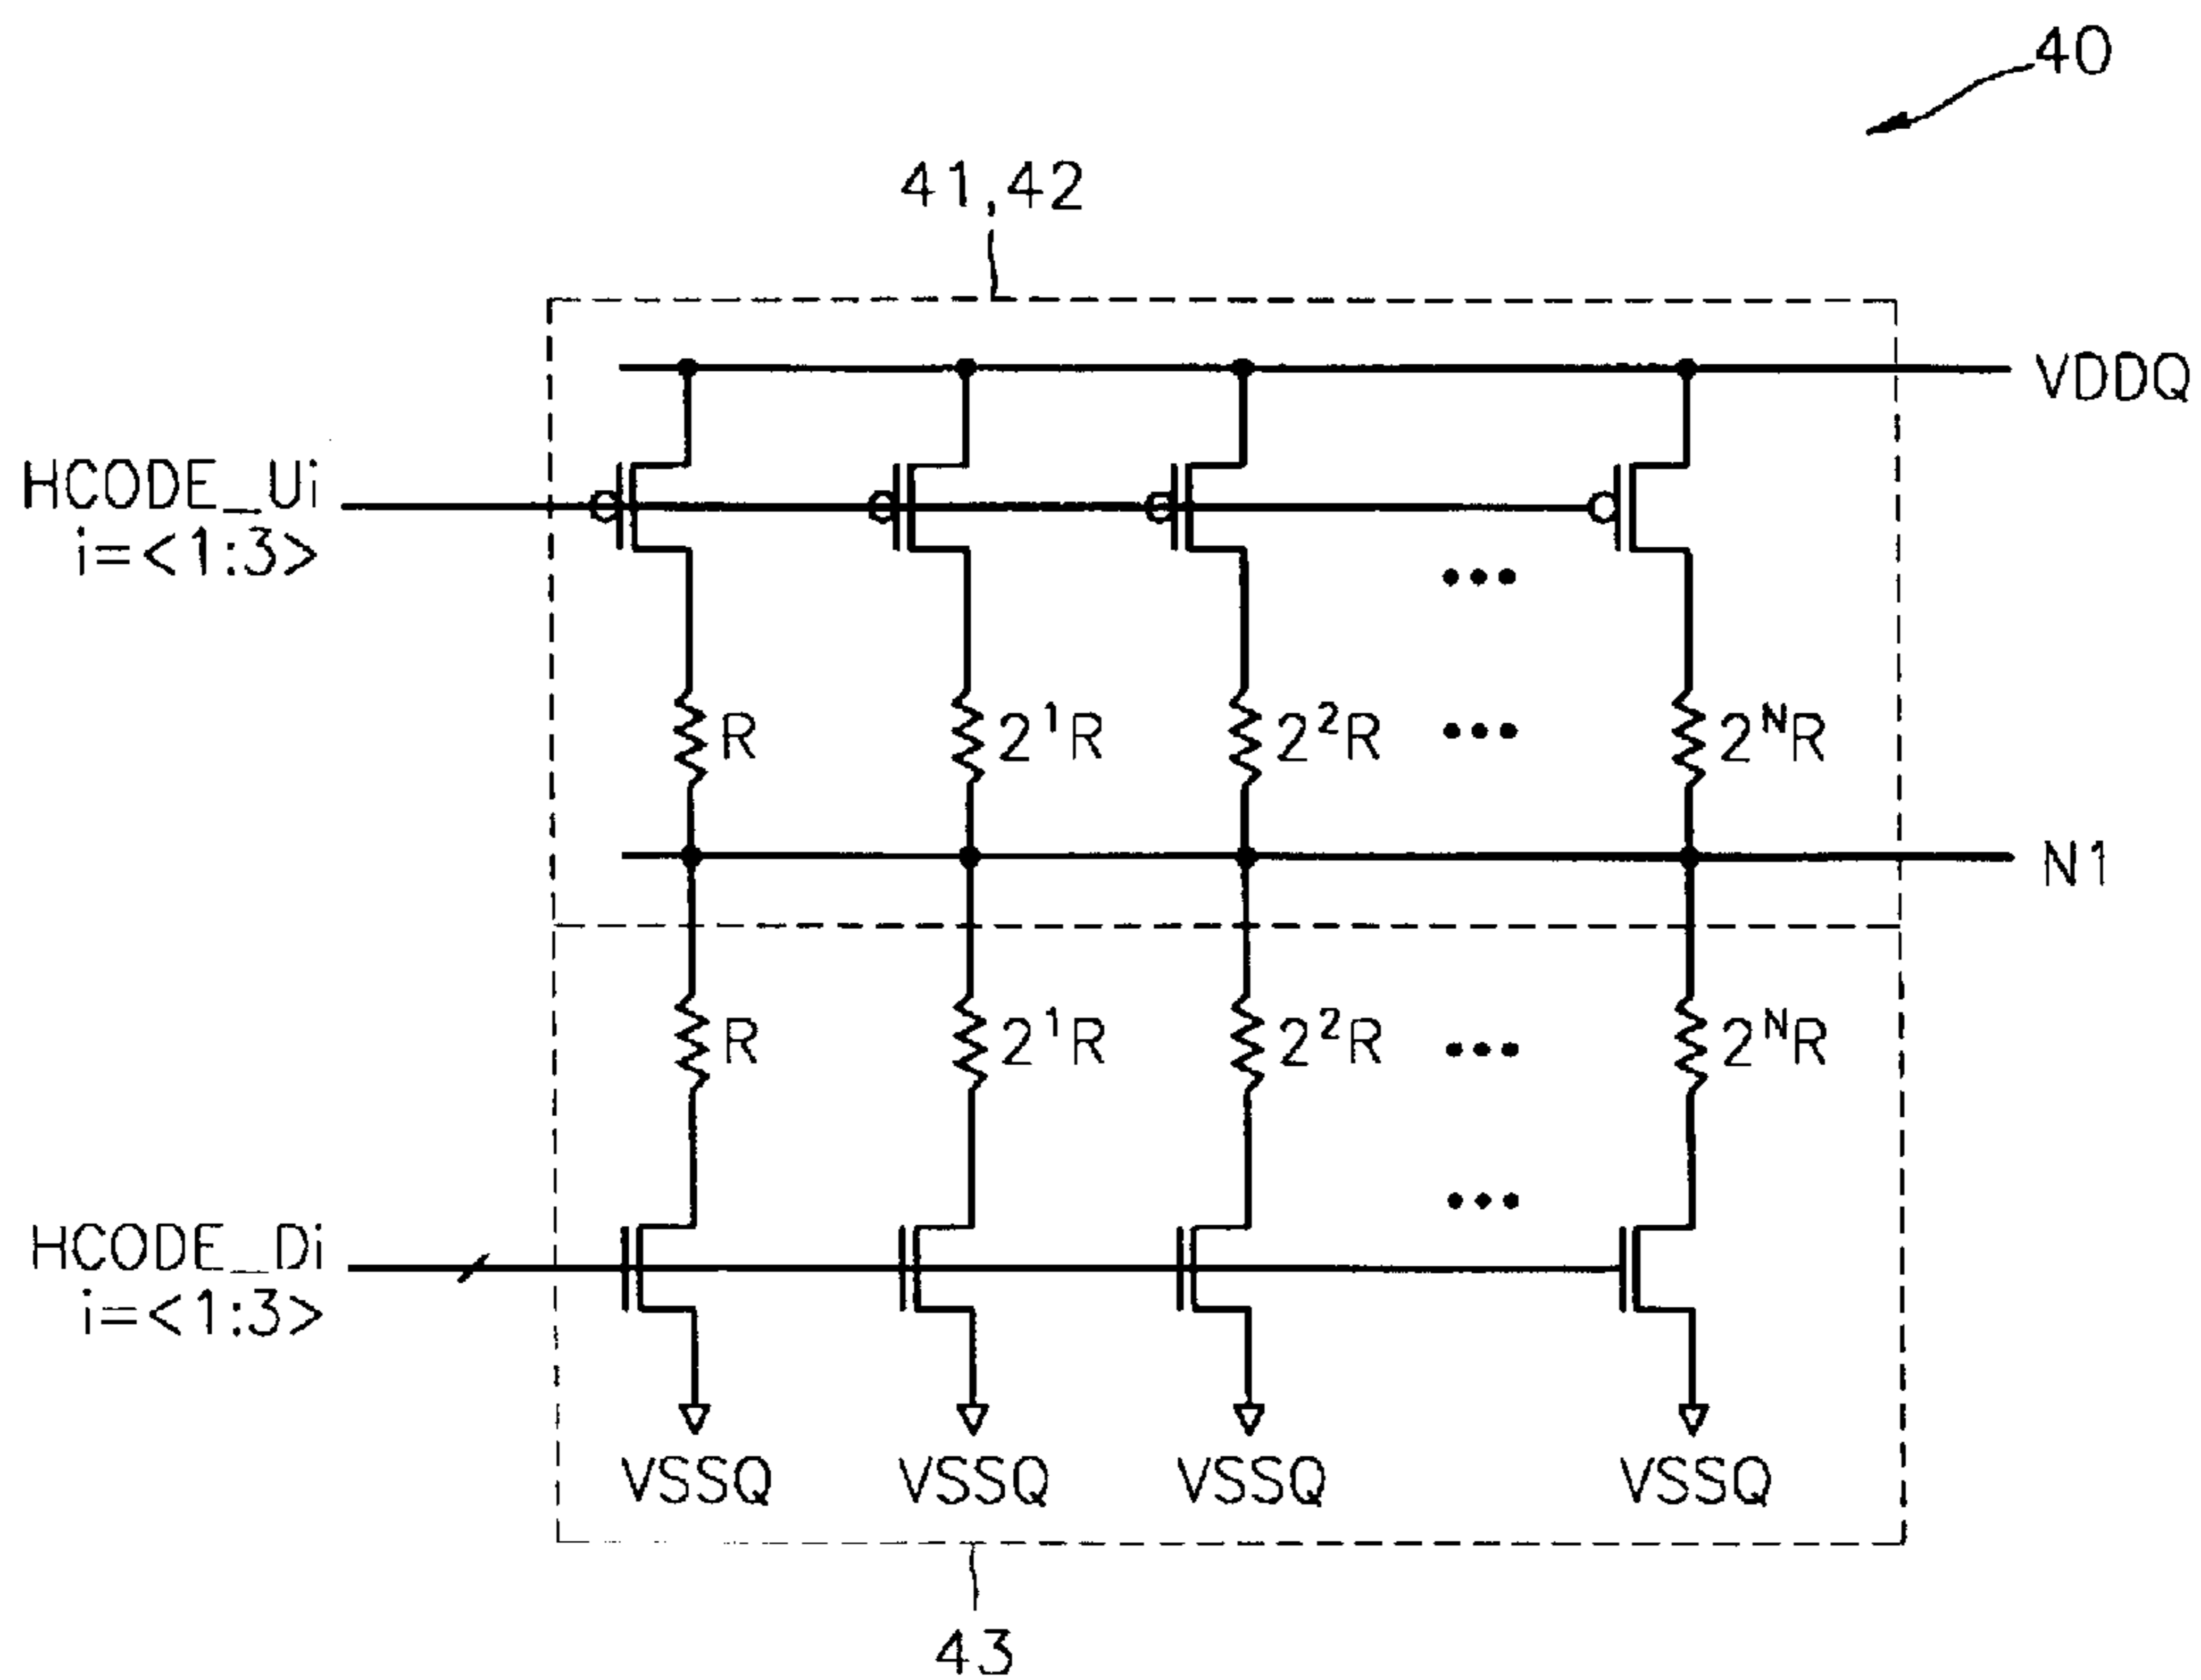 40
41,42
VDDQ
HCODE_Ui
i=<1:3>
R 2¹R 2²R ••• 2ᴺR
N1
R 2¹R 2²R ••• 2ᴺR
HCODE_Di
i=<1:3>
VSSQ VSSQ VSSQ VSSQ
43